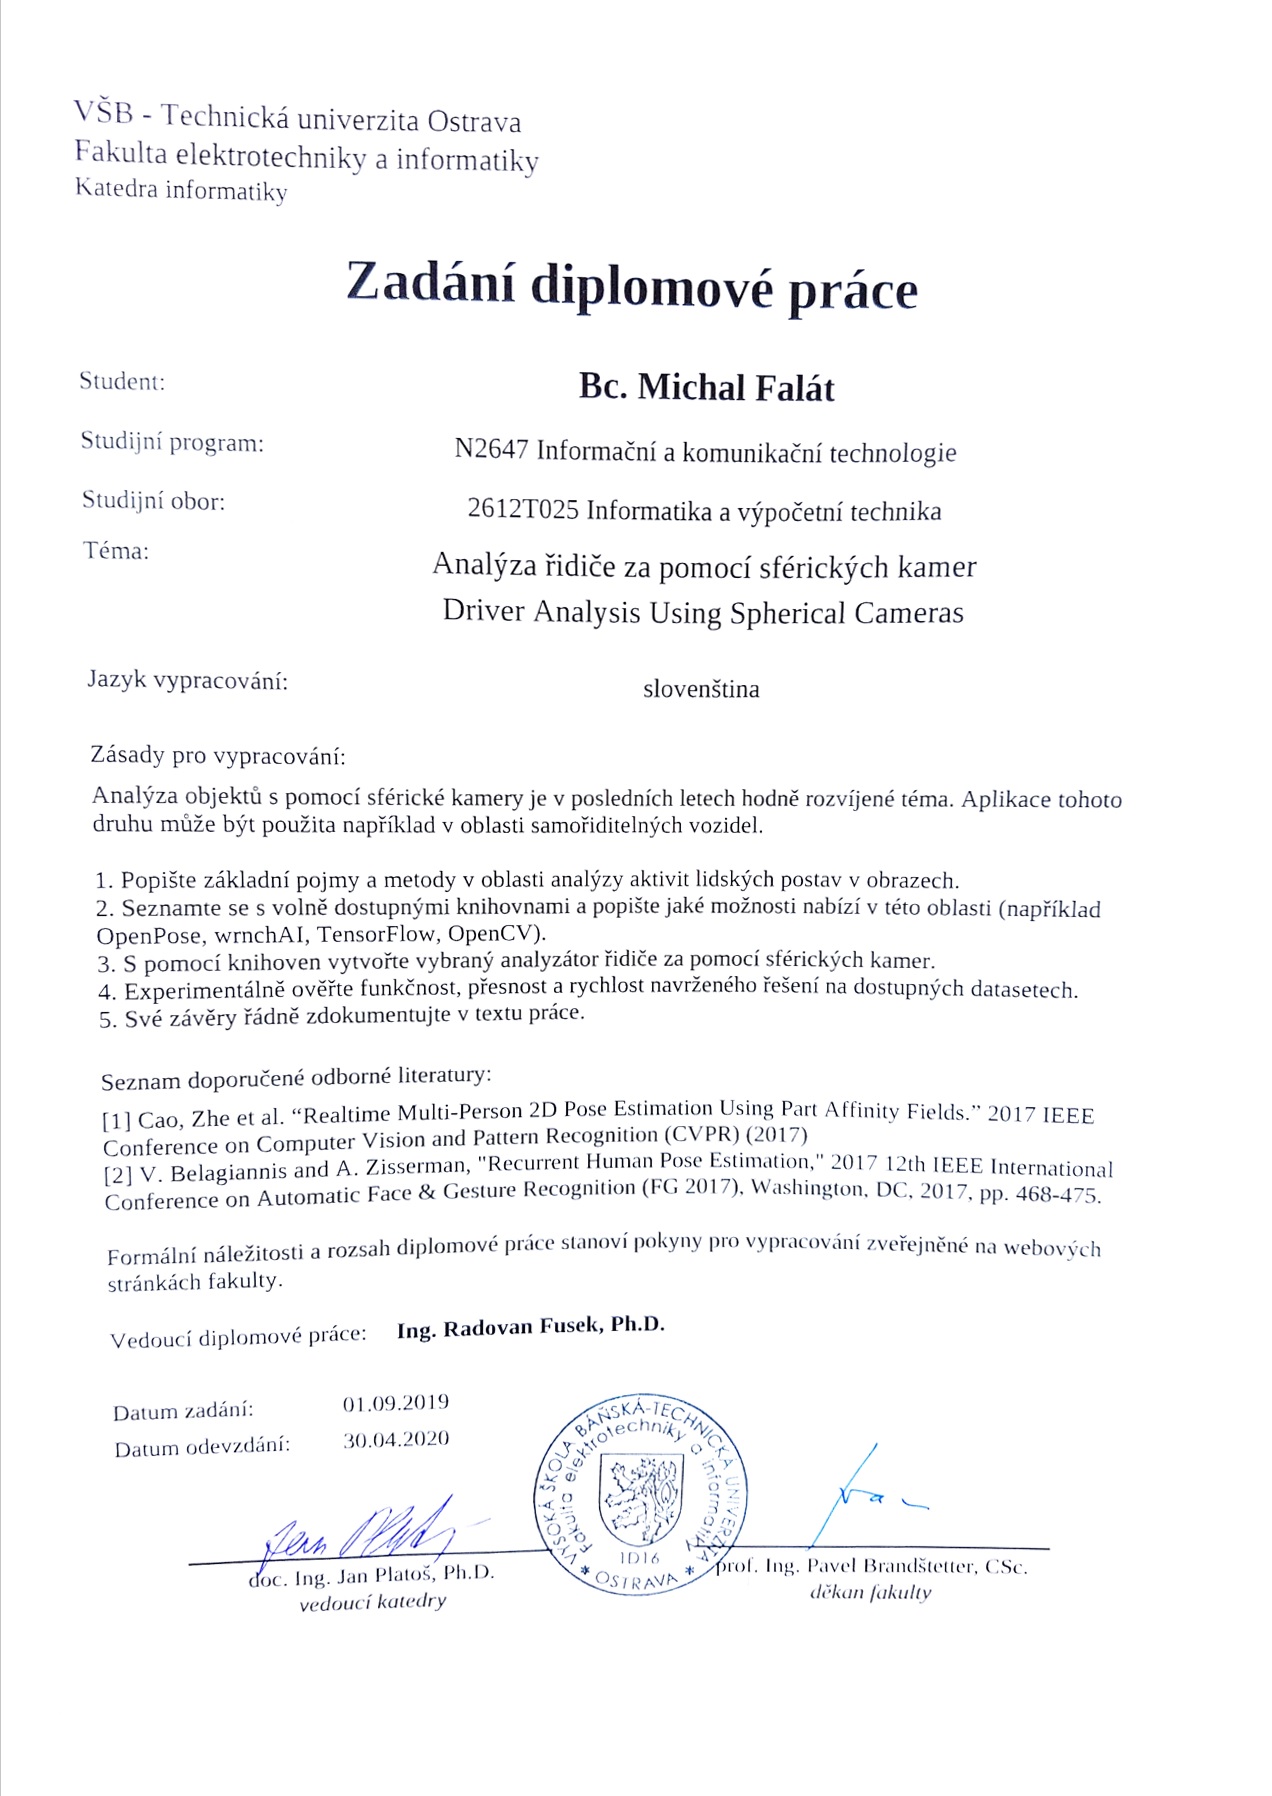 VŠB - Technická univerzita Ostrava
Fakulta elektrotechniky a informatiky
Katedra informatiky
Zadání diplomové práce
Student: Bc. Michal Falát
Studijní program: N2647 Informační a komunikační technologie
Studijní obor: 2612T025 Informatika a výpočetní technika
Téma: Analýza řidiče za pomocí sférických kamer
Driver Analysis Using Spherical Cameras
Jazyk vypracování: slovenština
Zásady pro vypracování:
Analýza objektů s pomocí sférické kamery je v posledních letech hodně rozvíjené téma. Aplikace tohoto
druhu může být použita například v oblasti samořiditelných vozidel.
1. Popište základní pojmy a metody v oblasti analýzy aktivit lidských postav v obrazech.
2. Seznamte se s volně dostupnými knihovnami a popište jaké možnosti nabízí v této oblasti (například
OpenPose, wrnchAI, TensorFlow, OpenCV).
3. S pomocí knihoven vytvořte vybraný analyzátor řidiče za pomocí sférických kamer.
4. Experimentálně ověřte funkčnost, přesnost a rychlost navrženého řešení na dostupných datasetech.
5. Své závěry řádně zdokumentujte v textu práce.
Seznam doporučené odborné literatury:
[1] Cao, Zhe et al. “Realtime Multi-Person 2D Pose Estimation Using Part Affinity Fields.” 2017 IEEE
Conference on Computer Vision and Pattern Recognition (CVPR) (2017)
[2] V. Belagiannis and A. Zisserman, "Recurrent Human Pose Estimation," 2017 12th IEEE International
Conference on Automatic Face & Gesture Recognition (FG 2017), Washington, DC, 2017, pp. 468-475.
Formální náležitosti a rozsah diplomové práce stanoví pokyny pro vypracování zveřejněné na webových
stránkách fakulty.
Vedoucí diplomové práce: Ing. Radovan Fusek, Ph.D.
Datum zadání: 01.09.2019
Datum odevzdání: 30.04.2020
VYSOKÁ ŠKOLA BÁŇSKÁ-TECHNICKÁ UNIVERZITA
Fakulta elektrotechniky a informatiky
1D16
* OSTRAVA *
doc. Ing. Jan Platoš, Ph.D.
vedoucí katedry
prof. Ing. Pavel Brandštetter, CSc.
děkan fakulty